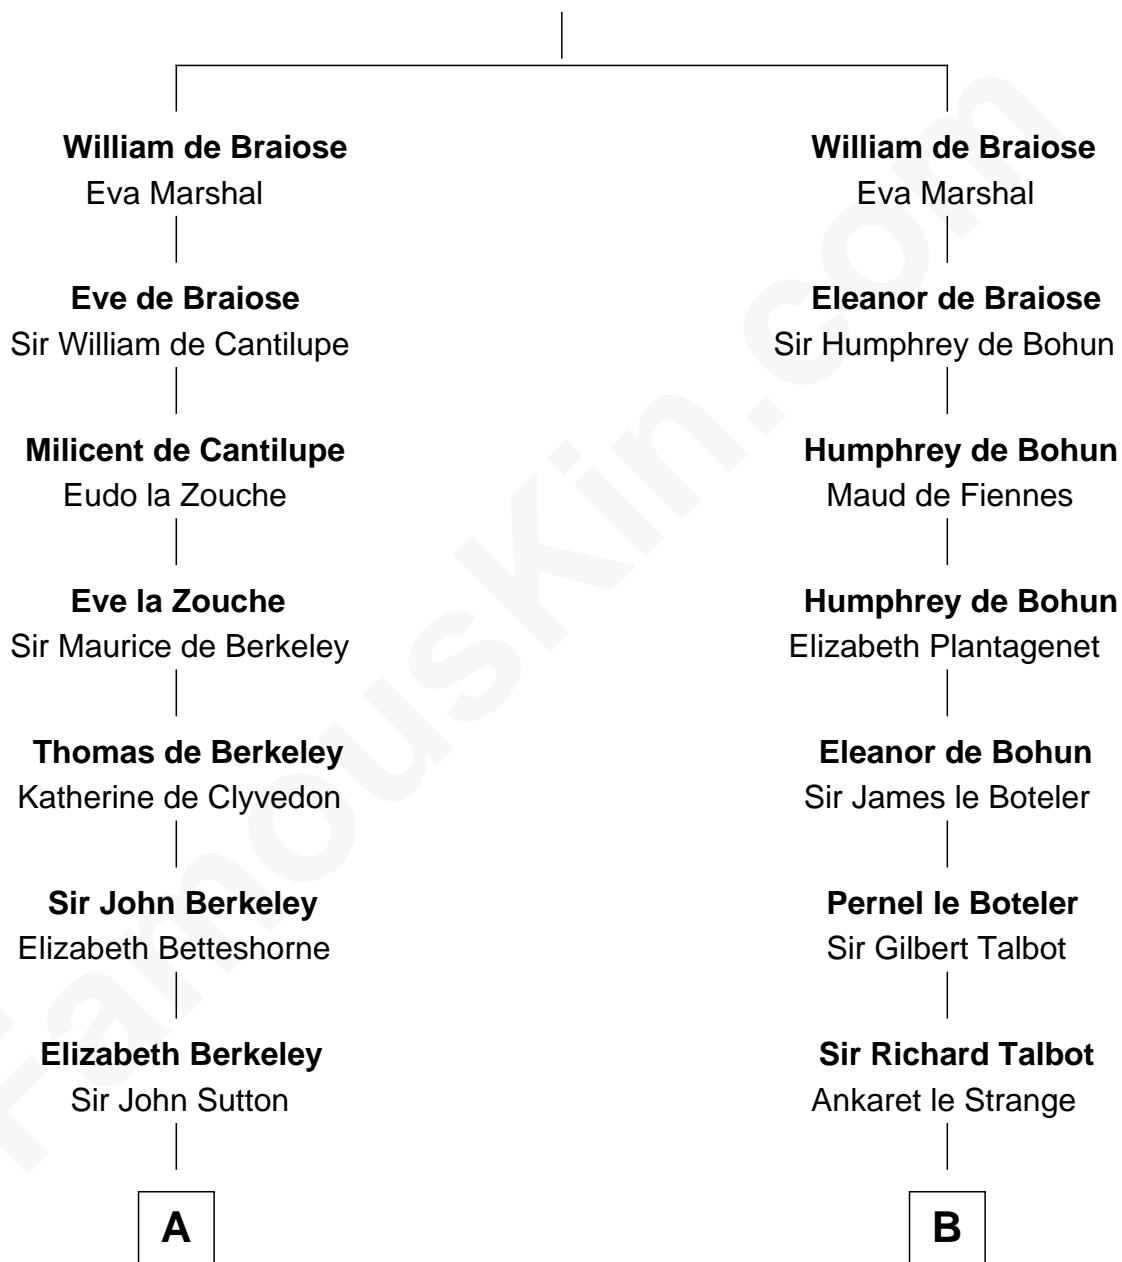 William de Braiose
Eva Marshal
Eve de Braiose
Sir William de Cantilupe
Milicent de Cantilupe
Eudo la Zouche
Eve la Zouche
Sir Maurice de Berkeley
Thomas de Berkeley
Katherine de Clyvedon
Sir John Berkeley
Elizabeth Betteshorne
Elizabeth Berkeley
Sir John Sutton
A
William de Braiose
Eva Marshal
Eleanor de Braiose
Sir Humphrey de Bohun
Humphrey de Bohun
Maud de Fiennes
Humphrey de Bohun
Elizabeth Plantagenet
Eleanor de Bohun
Sir James le Boteler
Pernel le Boteler
Sir Gilbert Talbot
Sir Richard Talbot
Ankaret le Strange
B
FamousKin.com